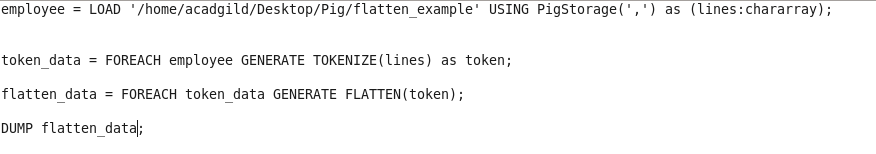 employee = LOAD '/home/acadgild/Desktop/Pig/flatten_example' USING PigStorage(',') as (lines:chararray);
token_data = FOREACH employee GENERATE TOKENIZE(lines) as token;
flatten_data = FOREACH token_data GENERATE FLATTEN(token);
DUMP flatten_data;